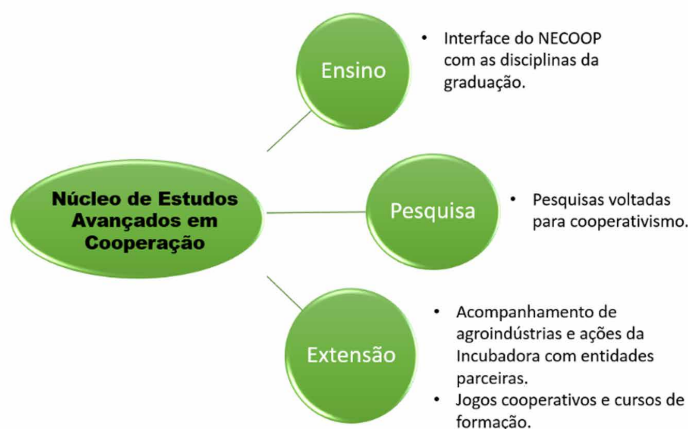 Núcleo de Estudos
Avançados em
Cooperação
Ensino
• Interface do NECOOP
com as disciplinas da
graduação.
Pesquisa
• Pesquisas voltadas
para cooperativismo.
Extensão
• Acompanhamento de
agroindústrias e ações da
Incubadora com entidades
parceiras.
• Jogos cooperativos e cursos de
formação.